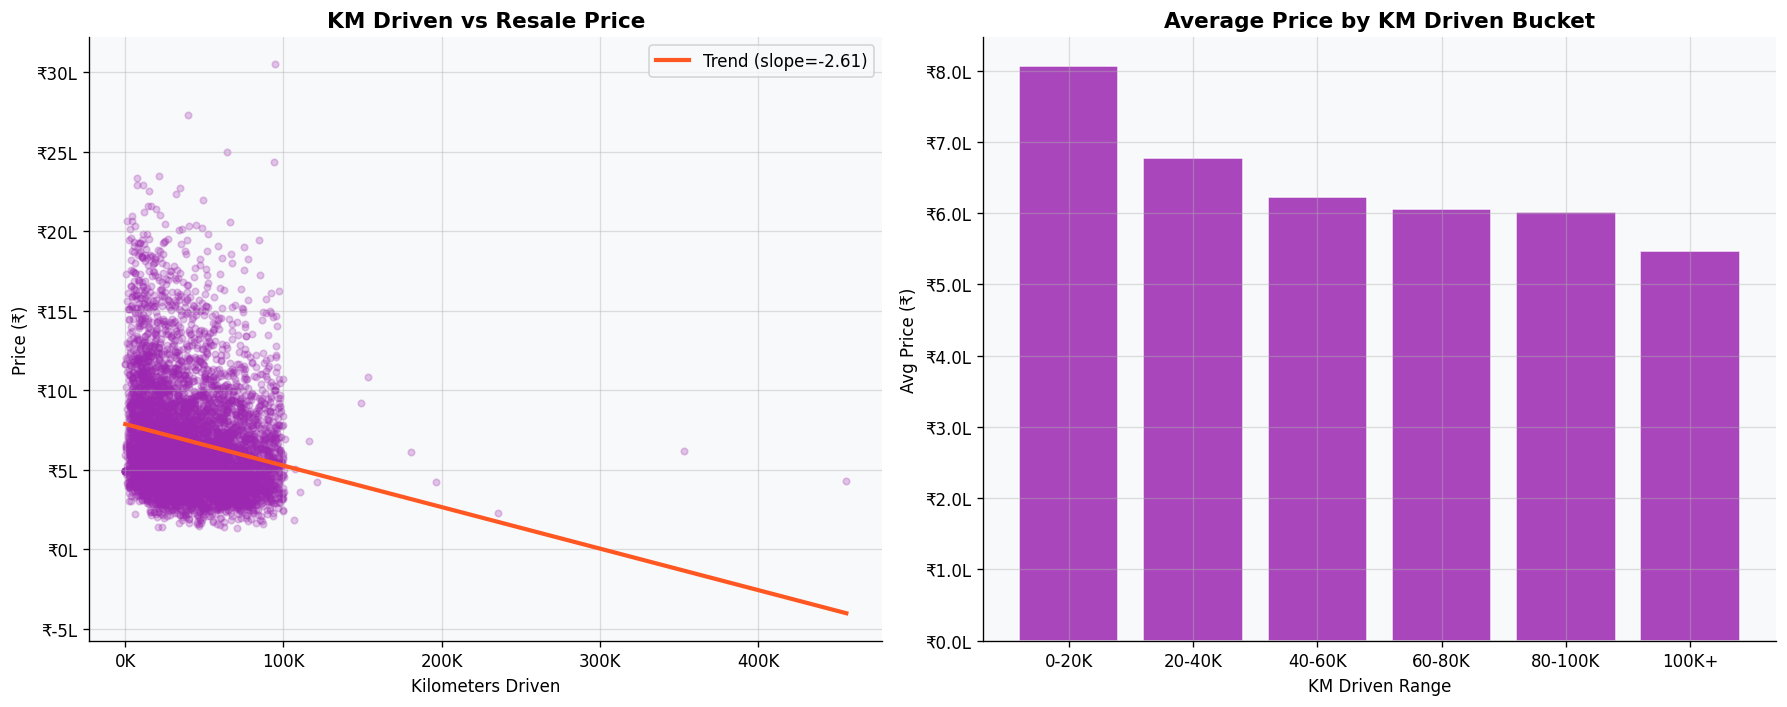 KM Driven vs Resale Price
Trend (slope=-2.61)
₹30L
₹25L
₹20L
₹15L
₹10L
₹5L
₹0L
₹-5L
Price (₹)
0K 100K 200K 300K 400K
Kilometers Driven
Average Price by KM Driven Bucket
₹8.0L
₹7.0L
₹6.0L
₹5.0L
₹4.0L
₹3.0L
₹2.0L
₹1.0L
₹0.0L
Avg Price (₹)
0-20K 20-40K 40-60K 60-80K 80-100K 100K+
KM Driven Range